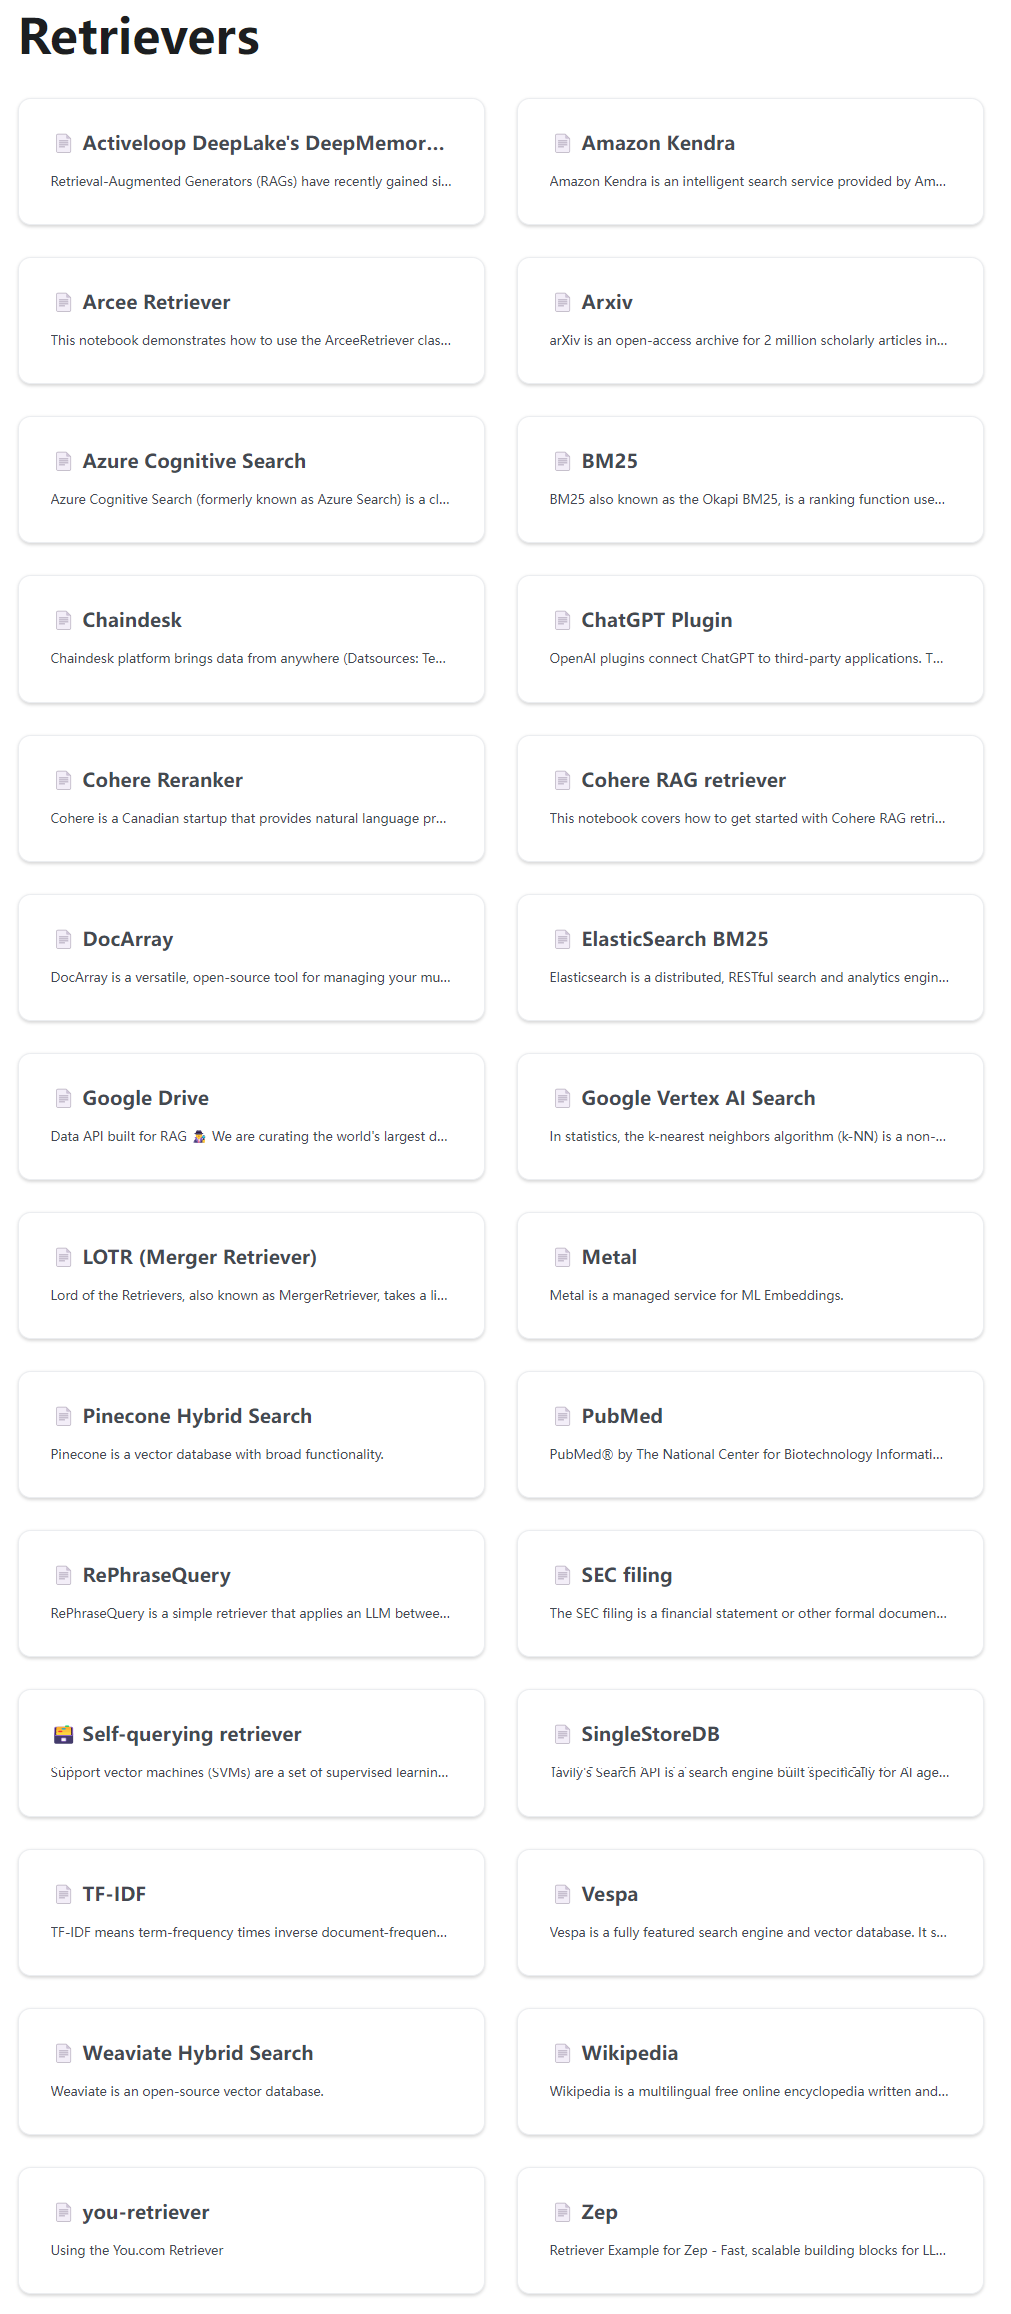 Retrievers
Activeloop DeepLake's DeepMemor...
Retrieval-Augmented Generators (RAGs) have recently gained si...
Amazon Kendra
Amazon Kendra is an intelligent search service provided by Am...
Arcee Retriever
This notebook demonstrates how to use the ArceeRetriever clas...
Arxiv
arXiv is an open-access archive for 2 million scholarly articles in...
Azure Cognitive Search
Azure Cognitive Search (formerly known as Azure Search) is a cl...
BM25
BM25 also known as the Okapi BM25, is a ranking function use...
Chaindesk
Chaindesk platform brings data from anywhere (Datsources: Te...
ChatGPT Plugin
OpenAI plugins connect ChatGPT to third-party applications. T...
Cohere Reranker
Cohere is a Canadian startup that provides natural language pr...
Cohere RAG retriever
This notebook covers how to get started with Cohere RAG retri...
DocArray
DocArray is a versatile, open-source tool for managing your mu...
ElasticSearch BM25
Elasticsearch is a distributed, RESTful search and analytics engin...
Google Drive
Data API built for RAG 🕵️ We are curating the world's largest d...
Google Vertex AI Search
In statistics, the k-nearest neighbors algorithm (k-NN) is a non-...
LOTR (Merger Retriever)
Lord of the Retrievers, also known as MergerRetriever, takes a li...
Metal
Metal is a managed service for ML Embeddings.
Pinecone Hybrid Search
Pinecone is a vector database with broad functionality.
PubMed
PubMed® by The National Center for Biotechnology Informati...
RePhraseQuery
RePhraseQuery is a simple retriever that applies an LLM betwee...
SEC filing
The SEC filing is a financial statement or other formal documen...
Self-querying retriever
Support vector machines (SVMs) are a set of supervised learnin...
SingleStoreDB
Tavily's Search API is a search engine built specifically for AI age...
TF-IDF
TF-IDF means term-frequency times inverse document-frequen...
Vespa
Vespa is a fully featured search engine and vector database. It s...
Weaviate Hybrid Search
Weaviate is an open-source vector database.
Wikipedia
Wikipedia is a multilingual free online encyclopedia written and...
you-retriever
Using the You.com Retriever
Zep
Retriever Example for Zep - Fast, scalable building blocks for LL...